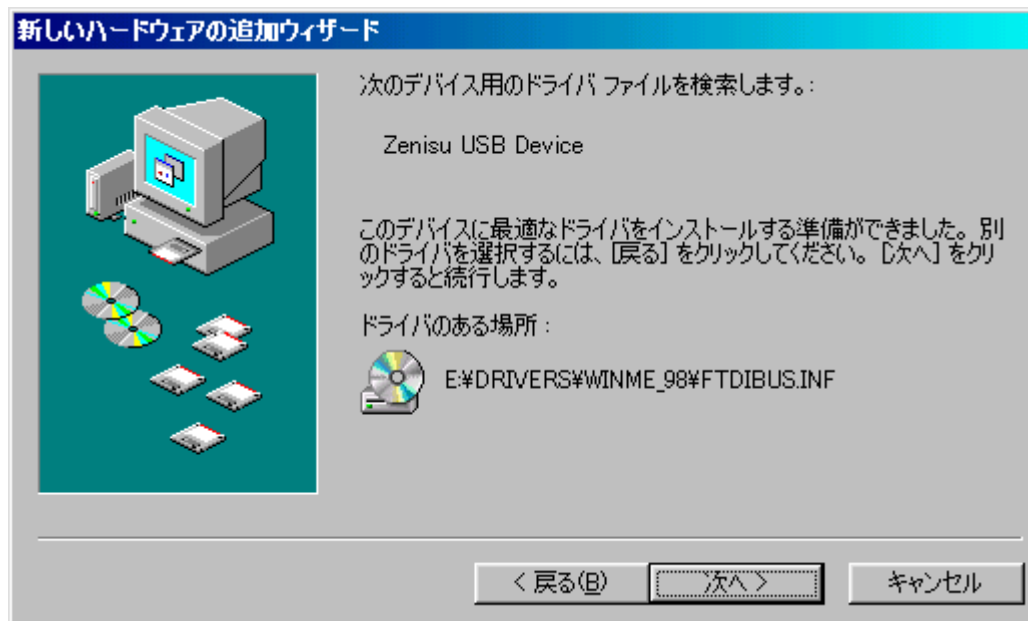 新しいハードウェアの追加ウィザード
次のデバイス用のドライバ ファイルを検索します。:
Zenisu USB Device
このデバイスに最適なドライバをインストールする準備ができました。別
のドライバを選択するには、[戻る] をクリックしてください。[次へ] をクリ
ックすると続行します。
ドライバのある場所 :
E:¥DRIVERS¥WINME_98¥FTDIBUS.INF
< 戻る(B)
次へ >
キャンセル